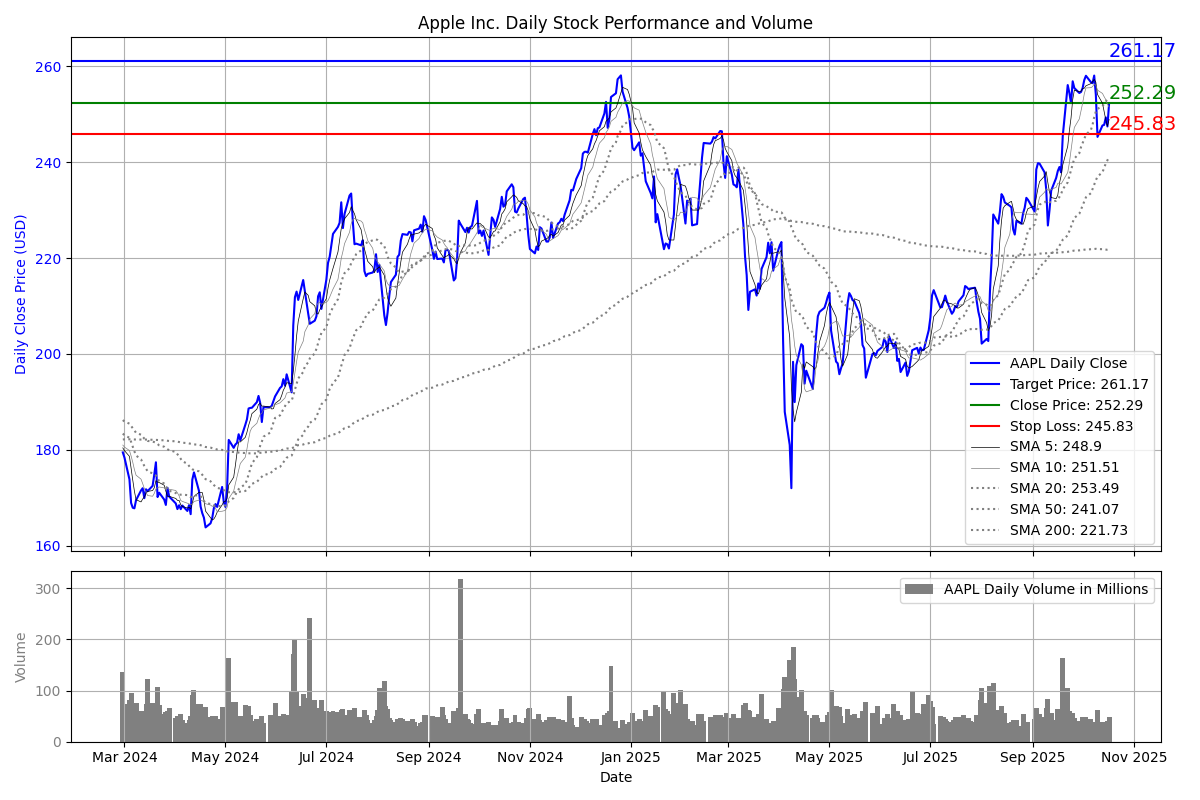 Apple Inc. Daily Stock Performance and Volume
Daily Close Price (USD)
260
240
220
200
180
160
261.17
252.29
245.83
AAPL Daily Close
Target Price: 261.17
Close Price: 252.29
Stop Loss: 245.83
SMA 5: 248.9
SMA 10: 251.51
SMA 20: 253.49
SMA 50: 241.07
SMA 200: 221.73
Volume
300
200
100
0
AAPL Daily Volume in Millions
Mar 2024 May 2024 Jul 2024 Sep 2024 Nov 2024 Jan 2025 Mar 2025 May 2025 Jul 2025 Sep 2025 Nov 2025
Date